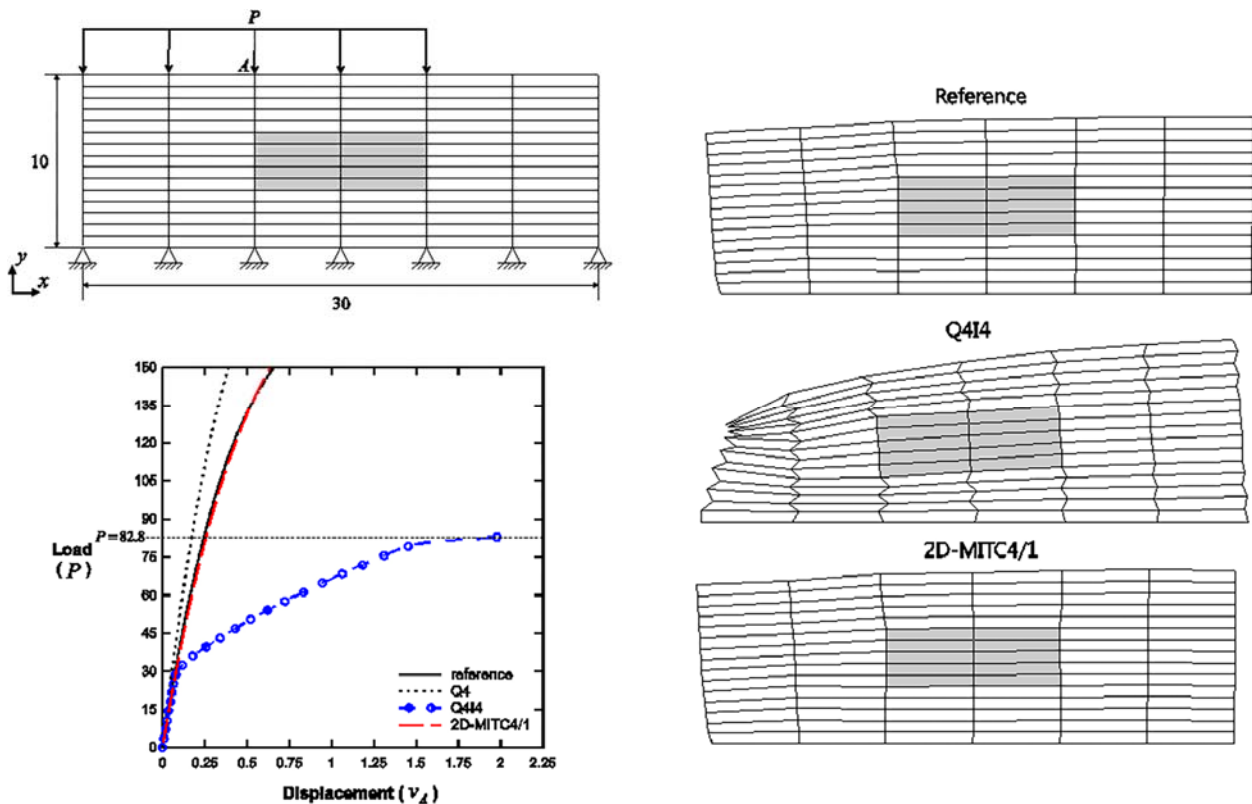 P
A
10
y
x
30
150
135
120
105
90
P=82.8
Load
(P)
75
60
45
30
15
0
reference
Q4
Q4I4
2D-MITC4/1
0 0.25 0.5 0.75 1 1.25 1.5 1.75 2 2.25
Displacement (v_A)
Reference
Q4I4
2D-MITC4/1